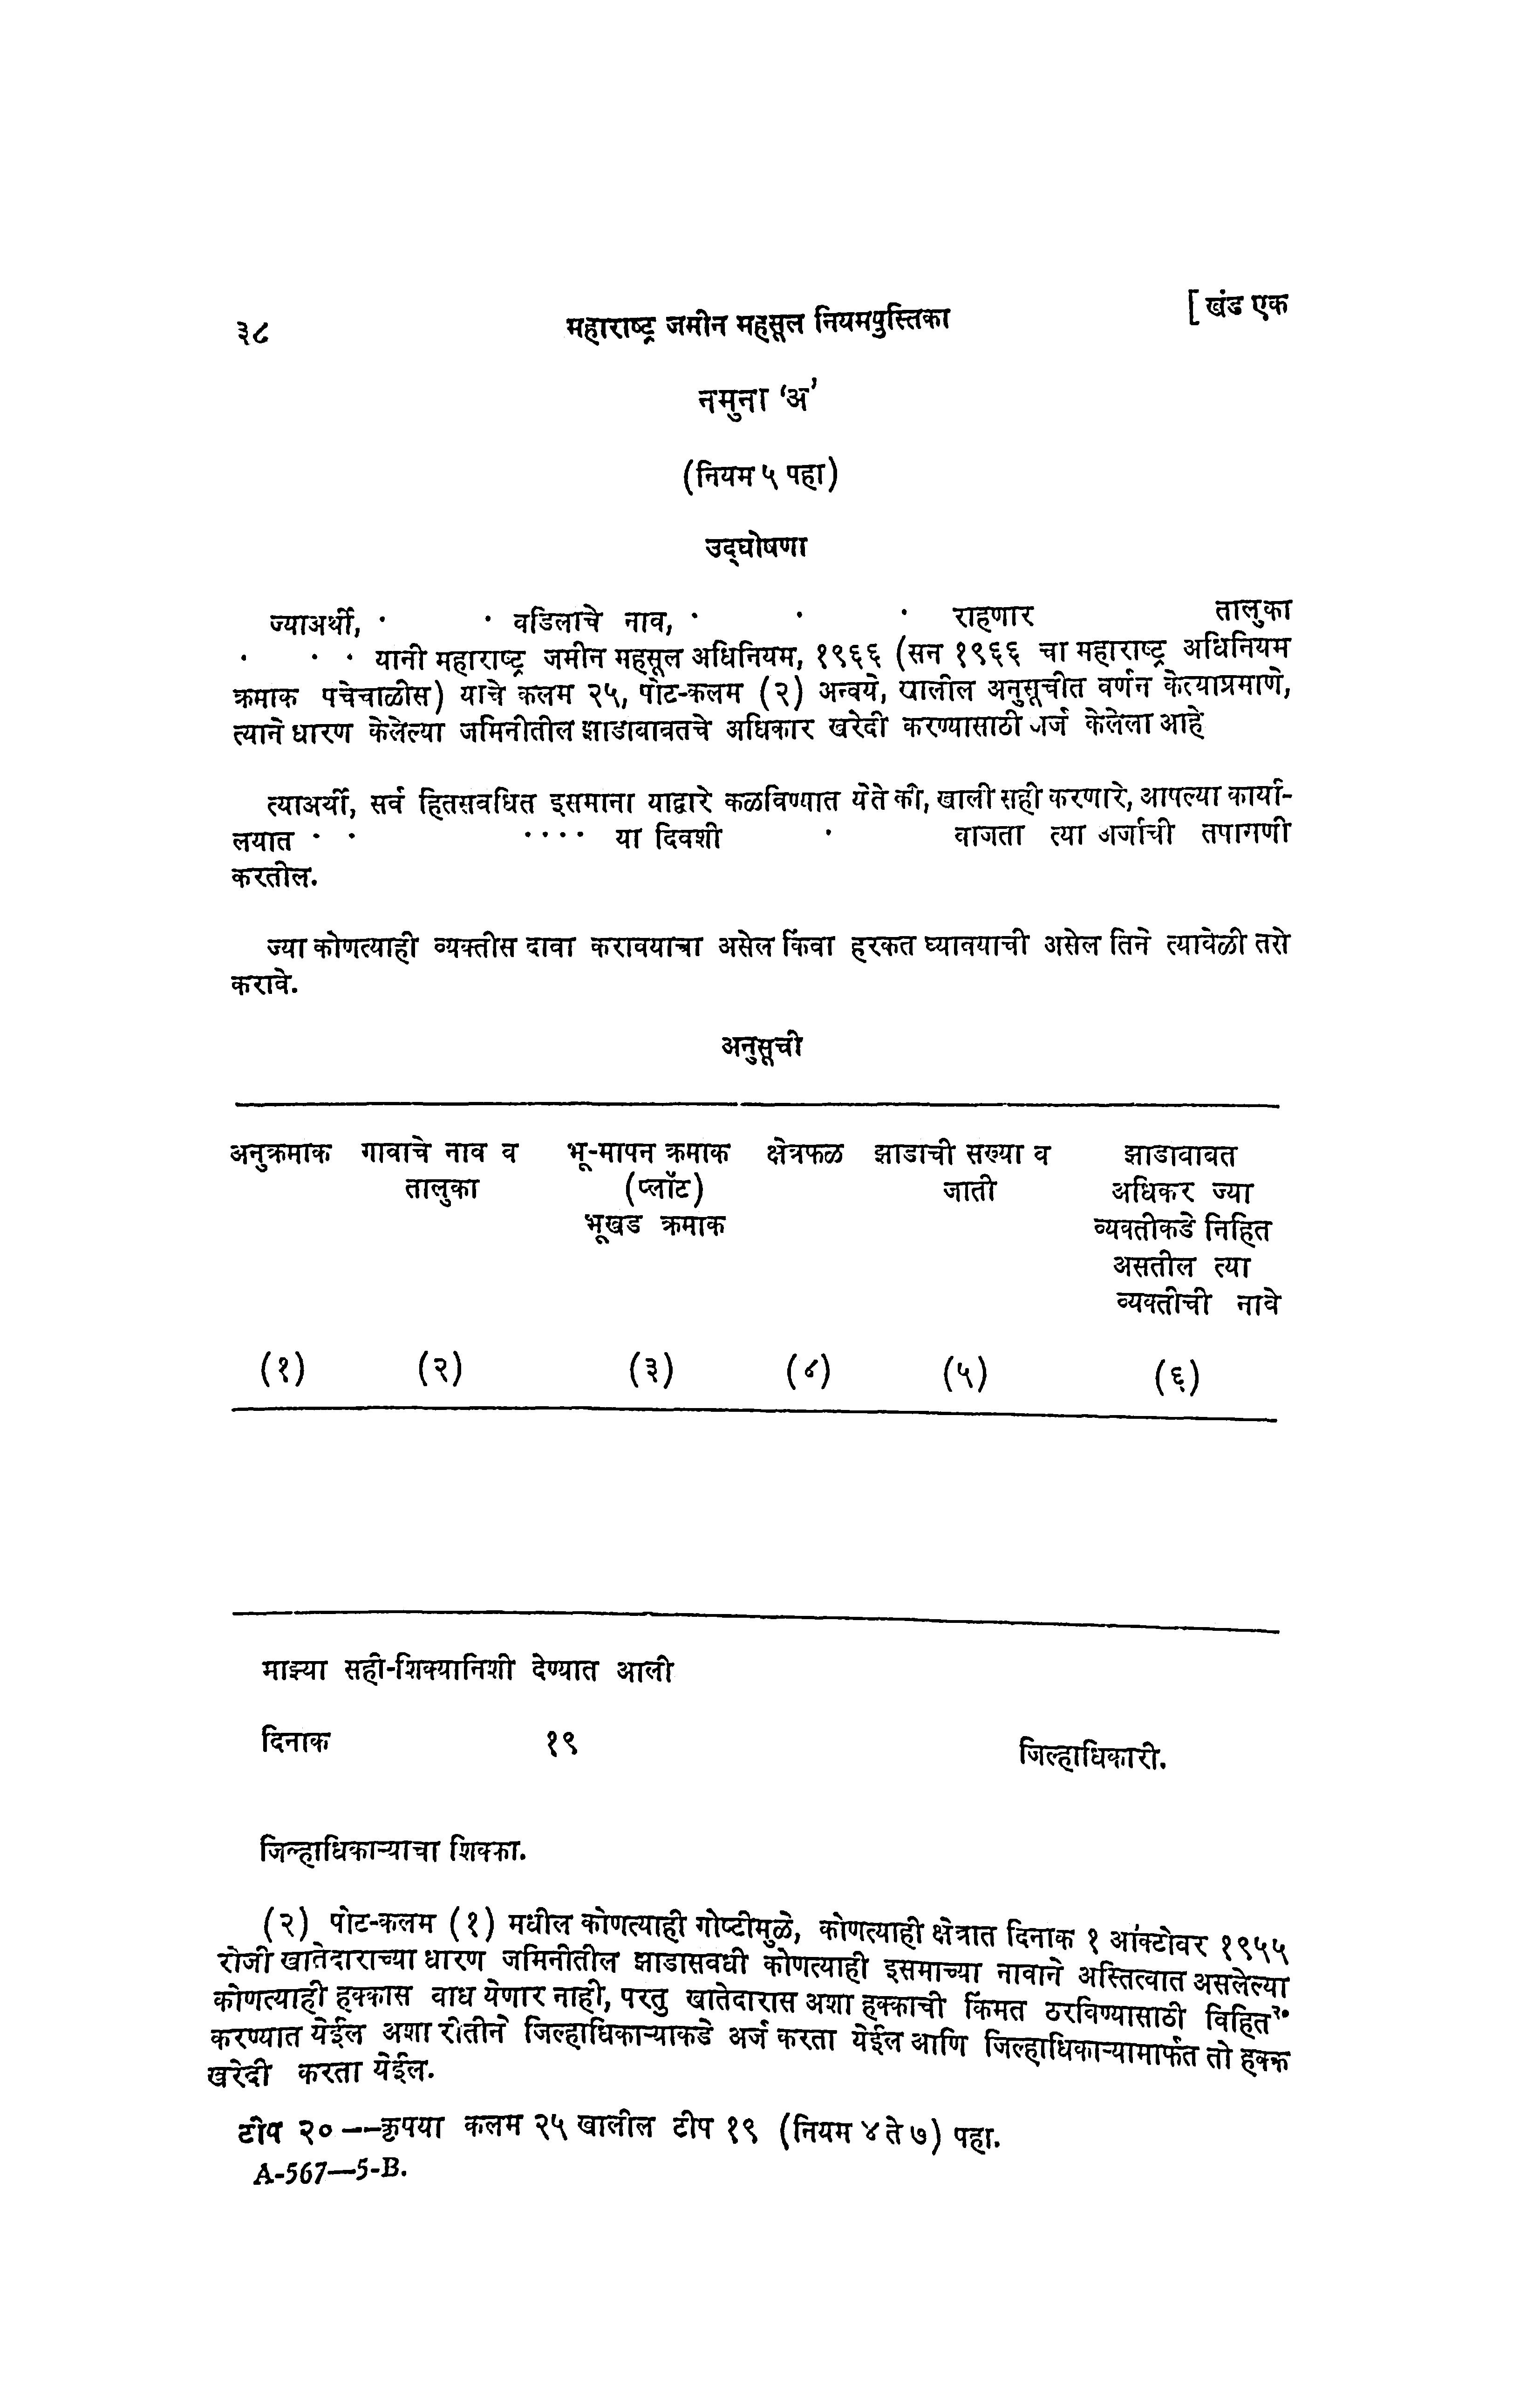 ३८ महाराष्ट्र जमीन महसूल नियमपुस्तिका [ खंड एक
नमुना ‘अ’
(नियम ५ पहा)
उद्घोषणा
ज्याअर्थी, · · वडिलाचे नाव, · · · राहणार तालुका
· · · यानी महाराष्ट्र जमीन महसूल अधिनियम, १९६६ (सन १९६६ चा महाराष्ट्र अधिनियम
क्रमाक पचेचाळीस) याचे कलम २५, पोट-कलम (२) अन्वये, खालील अनुसूचीत वर्णन केल्याप्रमाणे,
त्याने धारण केलेल्या जमिनीतील झाडाबाबतचे अधिकार खरेदी करण्यासाठी अर्ज केलेला आहे
त्याअर्थी, सर्व हितसबधित इसमाना याद्वारे कळविण्यात येते की, खाली सही करणारे, आपल्या कार्या-
लयात · · ···· या दिवशी · वाजता त्या अर्जाची तपागणी
करतील.
ज्या कोणत्याही व्यक्तीस दावा करावयाचा असेल किंवा हरकत घ्यावयाची असेल तिने त्यावेळी तसे
करावे.
अनुसूची
अनुक्रमाक गावाचे नाव व भू-मापन क्रमाक क्षेत्रफळ झाडाची सख्या व झाडाबाबत
तालुका (प्लॉट) जाती अधिकर ज्या
भूखड क्रमाक व्यक्तीकडे निहित
असतील त्या
व्यक्तीची नावे
(१) (२) (३) (४) (५) (६)
माझ्या सही-शिक्यानिशी देण्यात आली
दिनाक १९ जिल्हाधिकारी.
जिल्हाधिकाऱ्याचा शिक्का.
(२) पोट-कलम (१) मधील कोणत्याही गोष्टीमुळे, कोणत्याही क्षेत्रात दिनाक १ ऑक्टोबर १९५५
रोजी खातेदाराच्या धारण जमिनीतील झाडासबधी कोणत्याही इसमाच्या नावाने अस्तित्वात असलेल्या
कोणत्याही हक्कास बाध येणार नाही, परतु खातेदारास अशा हक्काची किंमत ठरविण्यासाठी विहित२०
करण्यात येईल अशा रीतीने जिल्हाधिकाऱ्याकडे अर्ज करता येईल आणि जिल्हाधिकाऱ्यामार्फत तो हक्क
खरेदी करता येईल.
टीप २० ––कृपया कलम २५ खालील टीप १९ (नियम ४ ते ७) पहा.
A-567—5-B.